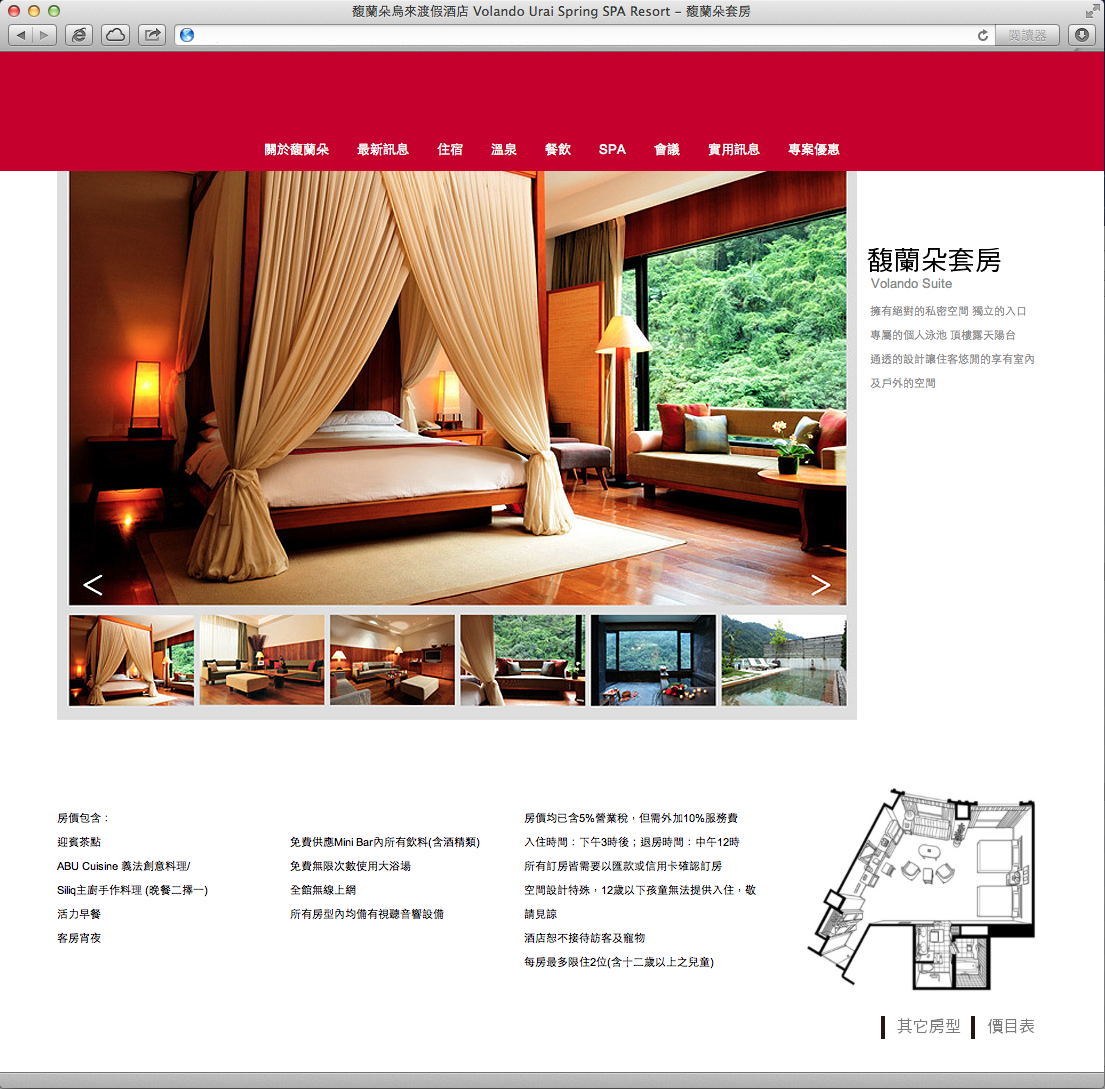 馥蘭朵烏來渡假酒店 Volando Urai Spring SPA Resort – 馥蘭朵套房
閱讀器
關於馥蘭朵 最新訊息 住宿 溫泉 餐飲 SPA 會議 實用訊息 專案優惠
馥蘭朵套房
Volando Suite
擁有絕對的私密空間 獨立的入口
專屬的個人泳池 頂樓露天陽台
通透的設計讓住客悠閒的享有室內
及戶外的空間
房價包含：
迎賓茶點
ABU Cuisine 義法創意料理/
Siliq主廚手作料理 (晚餐二擇一)
活力早餐
客房宵夜
免費供應Mini Bar內所有飲料(含酒精類)
免費無限次數使用大浴場
全館無線上網
所有房型內均備有視聽音響設備
房價均已含5%營業稅，但需外加10%服務費
入住時間：下午3時後；退房時間：中午12時
所有訂房皆需要以匯款或信用卡確認訂房
空間設計特殊，12歲以下孩童無法提供入住，敬
請見諒
酒店恕不接待訪客及寵物
每房最多限住2位(含十二歲以上之兒童)
其它房型 價目表